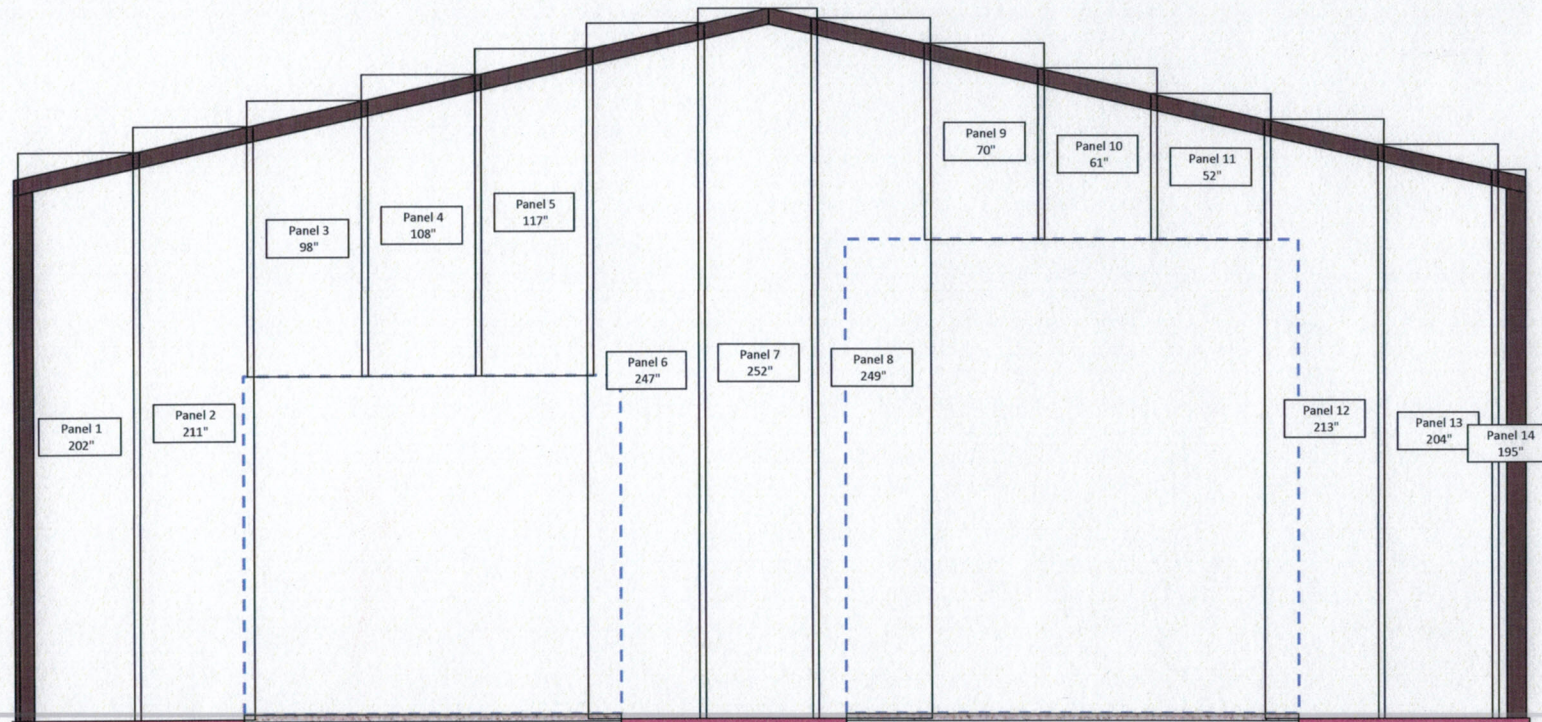 Panel 1
202"
Panel 2
211"
Panel 3
98"
Panel 4
108"
Panel 5
117"
Panel 6
247"
Panel 7
252"
Panel 8
249"
Panel 9
70"
Panel 10
61"
Panel 11
52"
Panel 12
213"
Panel 13
204"
Panel 14
195"